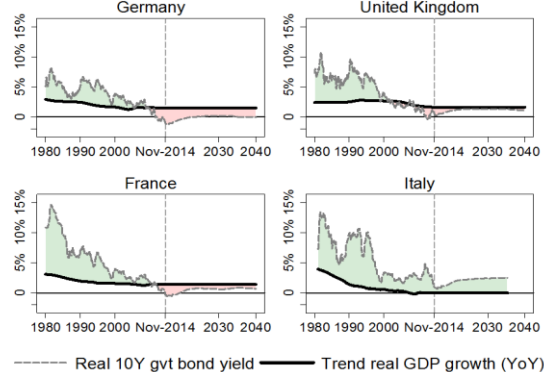 Germany
United Kingdom
15%
10%
5%
0
1980 1990 2000 Nov-2014 2030 2040
15%
10%
5%
0
1980 1990 2000 Nov-2014 2030 2040
France
Italy
15%
10%
5%
0
1980 1990 2000 Nov-2014 2030 2040
15%
10%
5%
0
1980 1990 2000 Nov-2014 2030 2040
Real 10Y gvt bond yield
Trend real GDP growth (YoY)